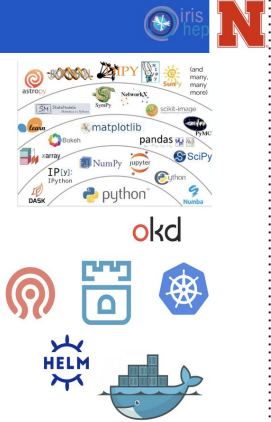 iris
hep
N
astropy
SymPy
NetworkX
SunPy
(and
many,
many
more)
StatsModels
scikit-image
learn
matplotlib
PyMC
Bokeh
pandas
xarray
NumPy
jupyter
SciPy
IP[y]:
IPython
cython
DASK
python
Numba
okd
HELM